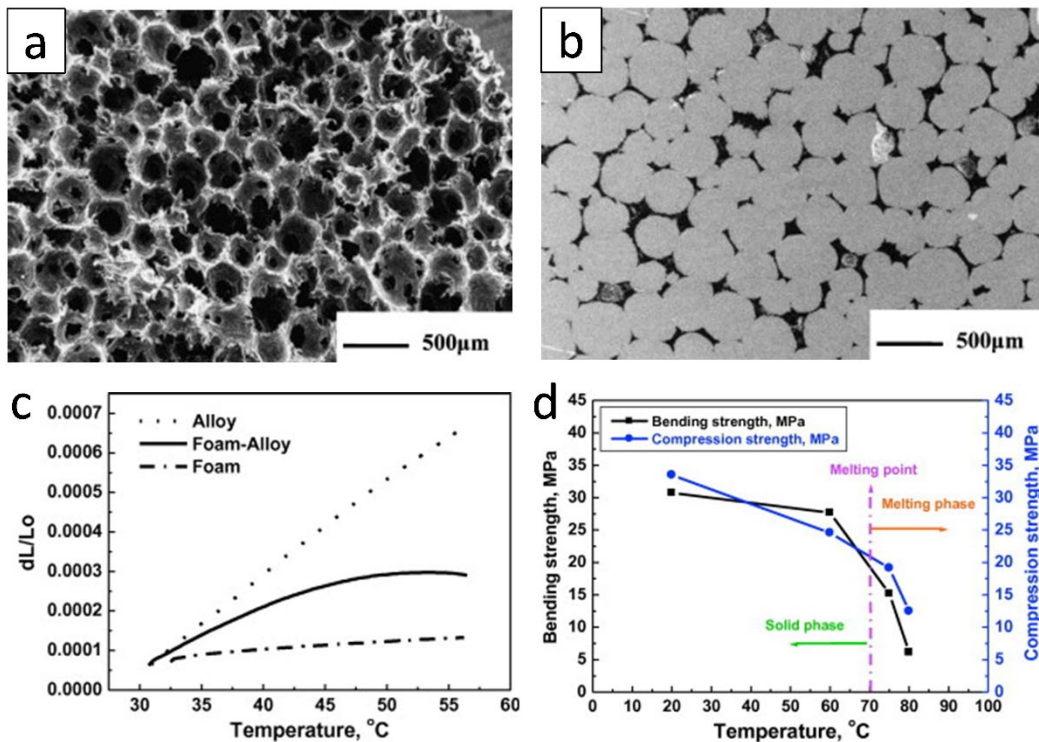 a
500μm
b
500μm
c
0.0007
0.0006
0.0005
0.0004
0.0003
0.0002
0.0001
0.0000
dL/Lo
Alloy
Foam-Alloy
Foam
30 35 40 45 50 55 60
Temperature, °C
d
45
40
35
30
25
20
15
10
5
0
Bending strength, MPa
Bending strength, MPa
Compression strength, MPa
Melting point
Melting phase
Solid phase
0 10 20 30 40 50 60 70 80 90 100
Temperature, °C
45
40
35
30
25
20
15
10
5
0
Compression strength, MPa